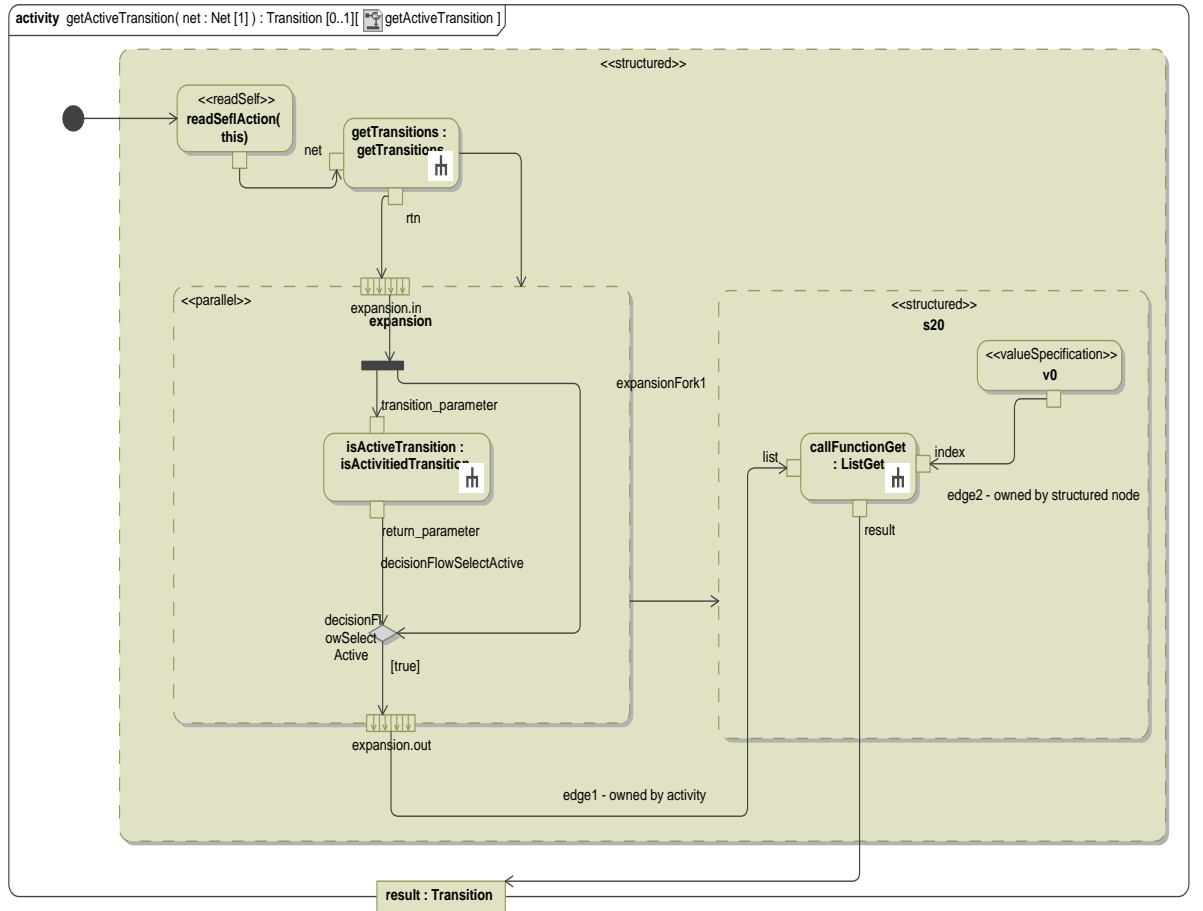 activity getActiveTransition( net : Net [1] ) : Transition [0..1][ getActiveTransition ]
<<structured>>
<<readSelf>>
readSeflAction(
this)
net
getTransitions :
getTransitions
rtn
<<parallel>>
expansion.in
expansion
expansionFork1
transition_parameter
isActiveTransition :
isActivitiedTransition
return_parameter
decisionFlowSelectActive
decisionFl
owSelect
Active
[true]
expansion.out
<<structured>>
s20
<<valueSpecification>>
v0
callFunctionGet
: ListGet
list
index
edge2 - owned by structured node
result
edge1 - owned by activity
result : Transition